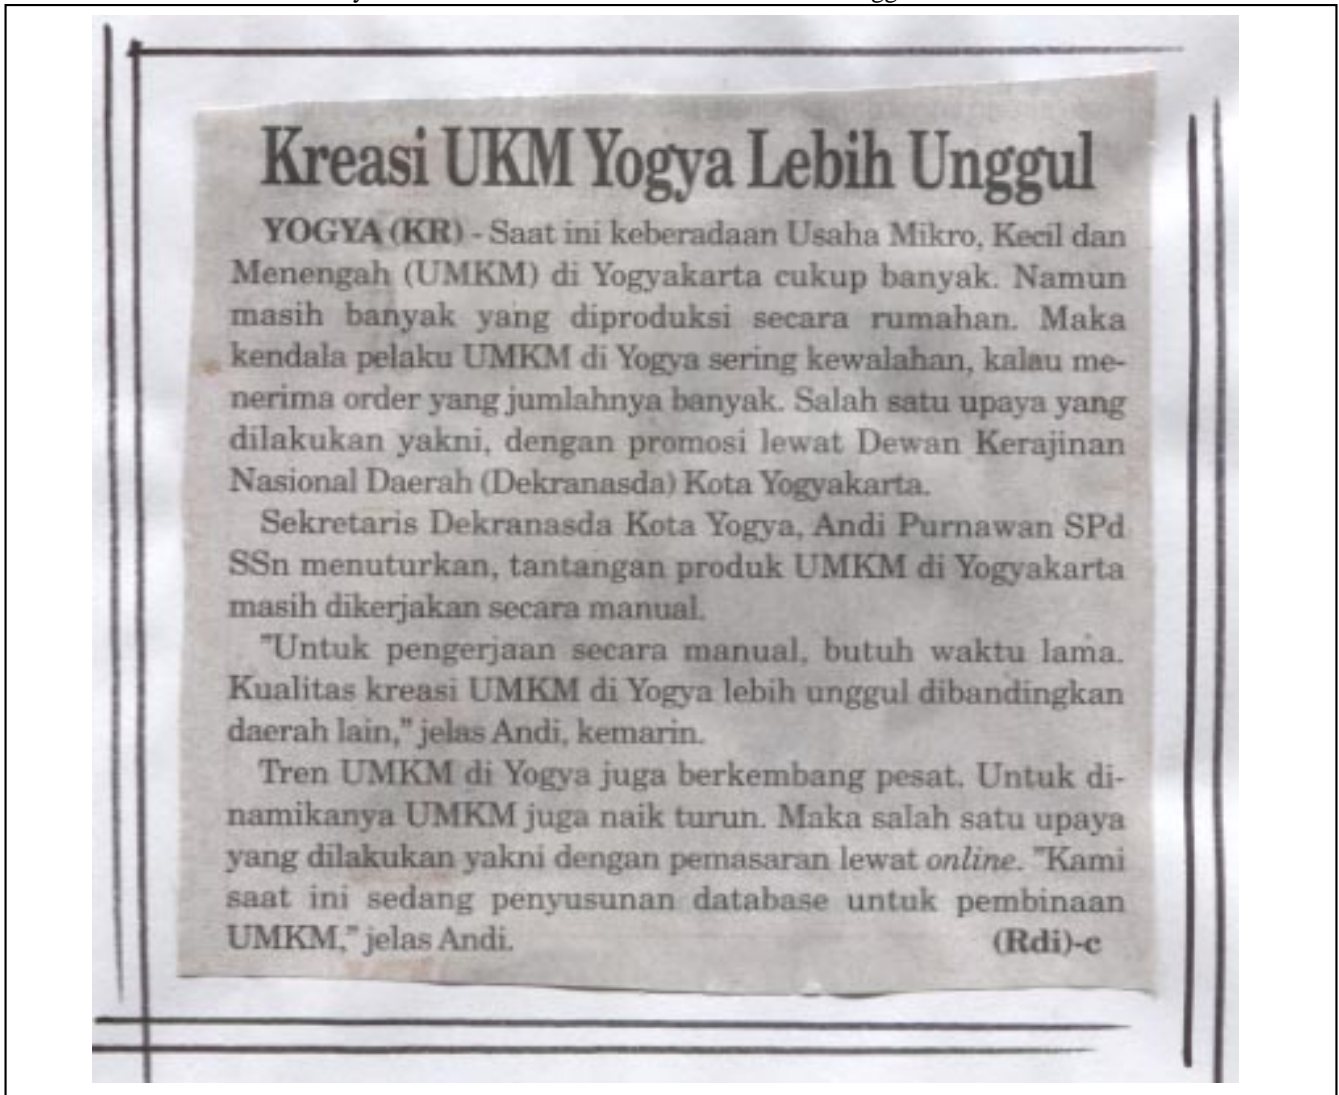 Kreasi UKM Yogya Lebih Unggul
YOGYA (KR) - Saat ini keberadaan Usaha Mikro, Kecil dan
Menengah (UMKM) di Yogyakarta cukup banyak. Namun
masih banyak yang diproduksi secara rumahan. Maka
kendala pelaku UMKM di Yogya sering kewalahan, kalau me-
nerima order yang jumlahnya banyak. Salah satu upaya yang
dilakukan yakni, dengan promosi lewat Dewan Kerajinan
Nasional Daerah (Dekranasda) Kota Yogyakarta.
Sekretaris Dekranasda Kota Yogya, Andi Purnawan SPd
SSn menuturkan, tantangan produk UMKM di Yogyakarta
masih dikerjakan secara manual.
"Untuk pengerjaan secara manual, butuh waktu lama.
Kualitas kreasi UMKM di Yogya lebih unggul dibandingkan
daerah lain," jelas Andi, kemarin.
Tren UMKM di Yogya juga berkembang pesat. Untuk di-
namikanya UMKM juga naik turun. Maka salah satu upaya
yang dilakukan yakni dengan pemasaran lewat online. "Kami
saat ini sedang penyusunan database untuk pembinaan
UMKM," jelas Andi. (Rdi)-c